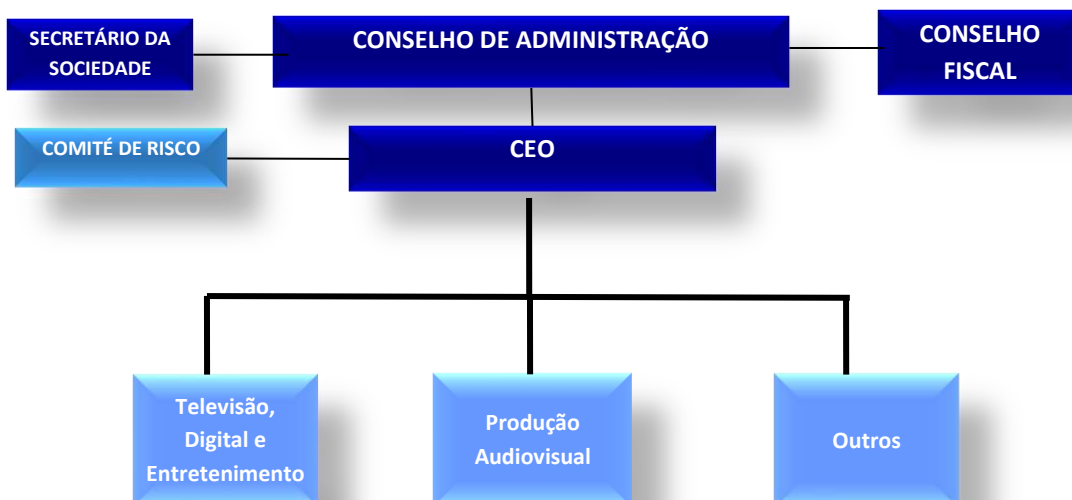 SECRETÁRIO DA
SOCIEDADE
CONSELHO DE ADMINISTRAÇÃO
CONSELHO
FISCAL
COMITÉ DE RISCO
CEO
Televisão,
Digital e
Entretenimento
Produção
Audiovisual
Outros